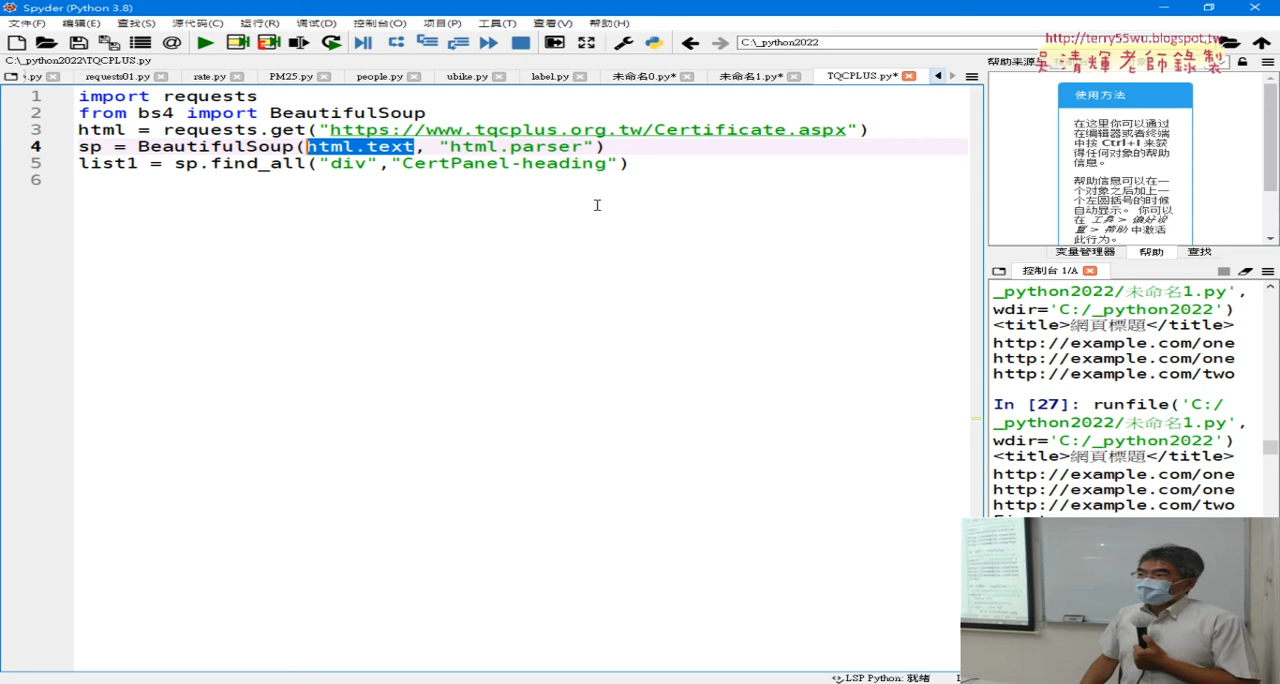 Spyder (Python 3.8)
文件(F) 编辑(E) 查找(S) 源代码(C) 运行(R) 调试(D) 控制台(O) 项目(P) 工具(T) 查看(V) 帮助(H)
C:\_python2022
http://terry55wu.blogspot.tw
吳清輝老師錄製
C:\_python2022\TQCPLUS.py
.py requests01.py rate.py PM25.py people.py ubike.py label.py 未命名0.py* 未命名1.py* TQCPLUS.py*
1 import requests
2 from bs4 import BeautifulSoup
3 html = requests.get("https://www.tqcplus.org.tw/Certificate.aspx")
4 sp = BeautifulSoup(html.text, "html.parser")
5 list1 = sp.find_all("div","CertPanel-heading")
6
使用方法
在这里你可以通过
在编辑器或者终端
中按 Ctrl+I 来获
得任何对象的帮助
信息。
帮助信息可以在一
个对象之后加上一
个左圆括号的时候
自动显示。 你可以
在 工具 > 偏好设
置 > 帮助 中激活
此行为。
变量管理器 帮助 查找
控制台 1/A
_python2022/未命名1.py',
wdir='C:/_python2022')
<title>網頁標題</title>
http://example.com/one
http://example.com/one
http://example.com/two
In [27]: runfile('C:/
_python2022/未命名1.py',
wdir='C:/_python2022')
<title>網頁標題</title>
http://example.com/one
http://example.com/one
http://example.com/two
LSP Python: 就绪